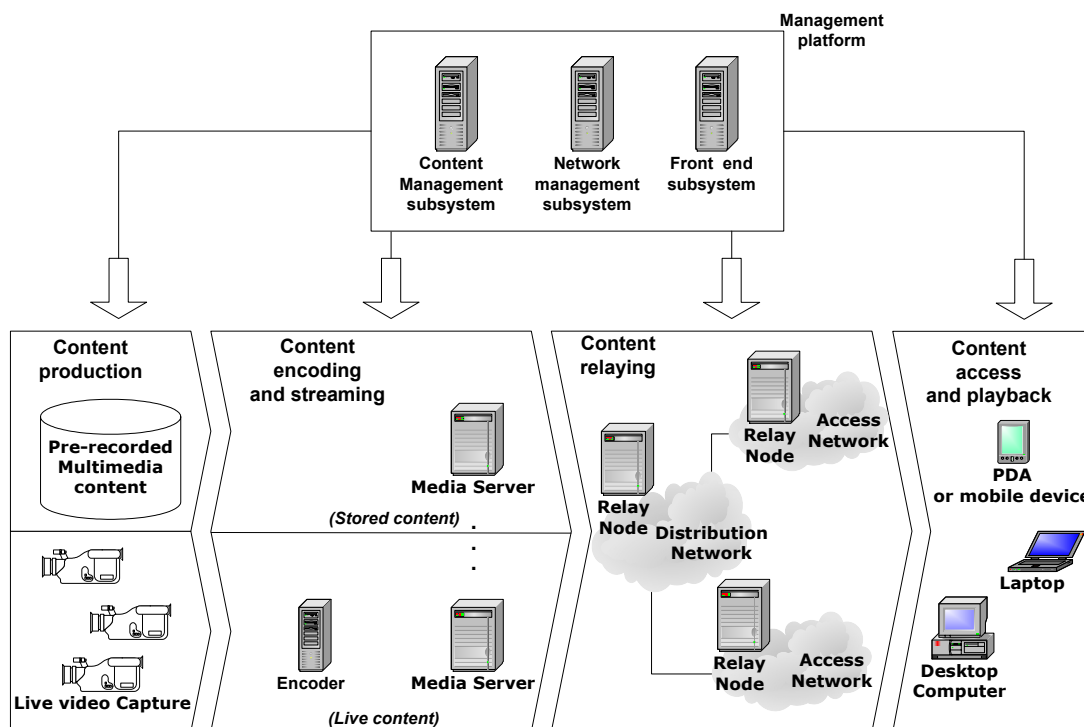 Management
platform
Content
Management
subsystem
Network
management
subsystem
Front end
subsystem
Content
production
Pre-recorded
Multimedia
content
Live video Capture
Content
encoding
and streaming
Media Server
(Stored content)
Encoder
Media Server
(Live content)
Content
relaying
Relay
Node
Access
Network
Relay
Node
Distribution
Network
Relay
Node
Access
Network
Content
access
and playback
PDA
or mobile device
Laptop
Desktop
Computer